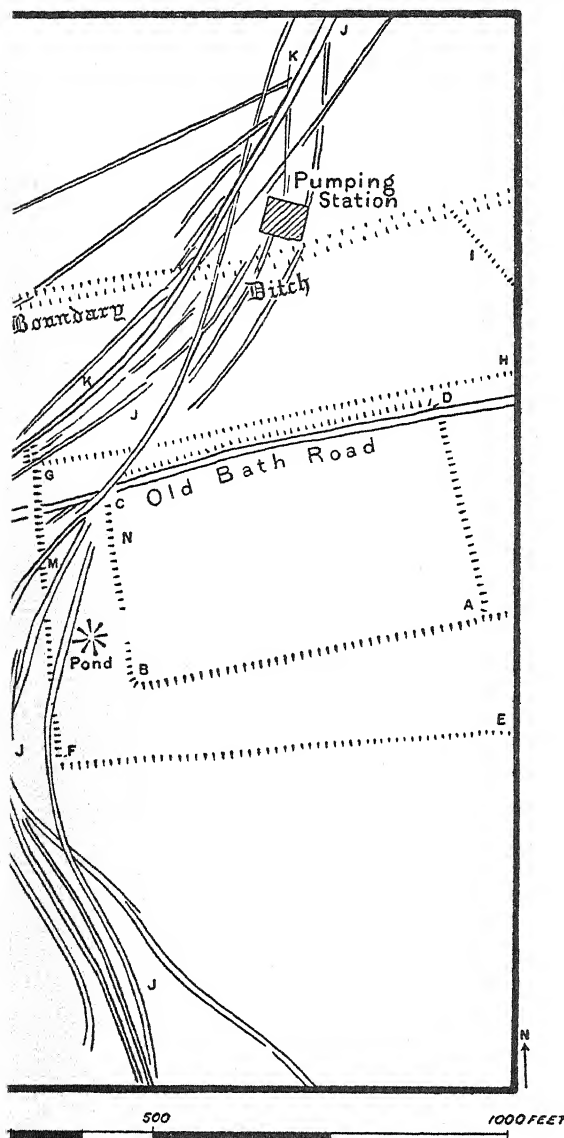 J
K
Pumping
Station
I
Ditch
Boundary
H
K
D
J
G
Old Bath Road
C
N
M
A
Pond
B
E
J
F
J
N
500
1000 FEET